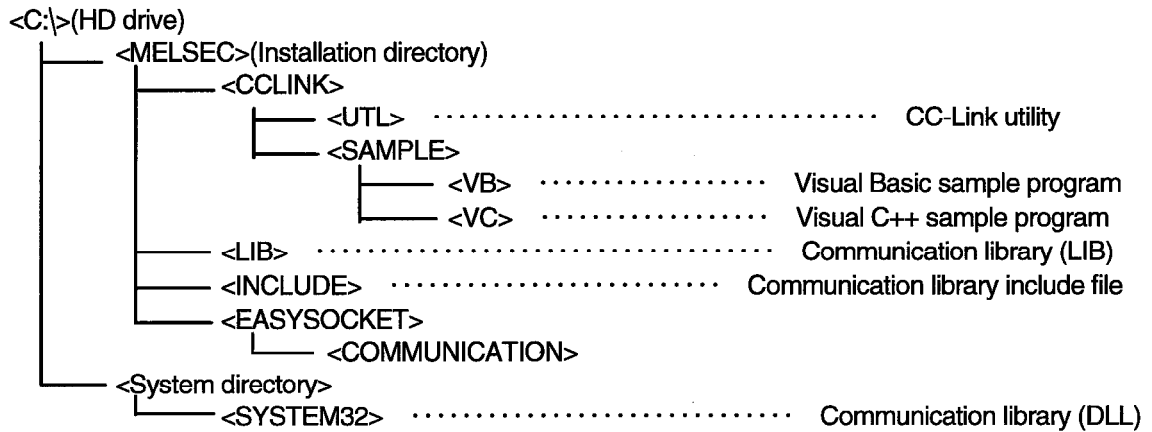 <C:\>(HD drive)
<MELSEC>(Installation directory)
<CCLINK>
<UTL> CC-Link utility
<SAMPLE>
<VB> Visual Basic sample program
<VC> Visual C++ sample program
<LIB> Communication library (LIB)
<INCLUDE> Communication library include file
<EASYSOCKET>
<COMMUNICATION>
<System directory>
<SYSTEM32> Communication library (DLL)